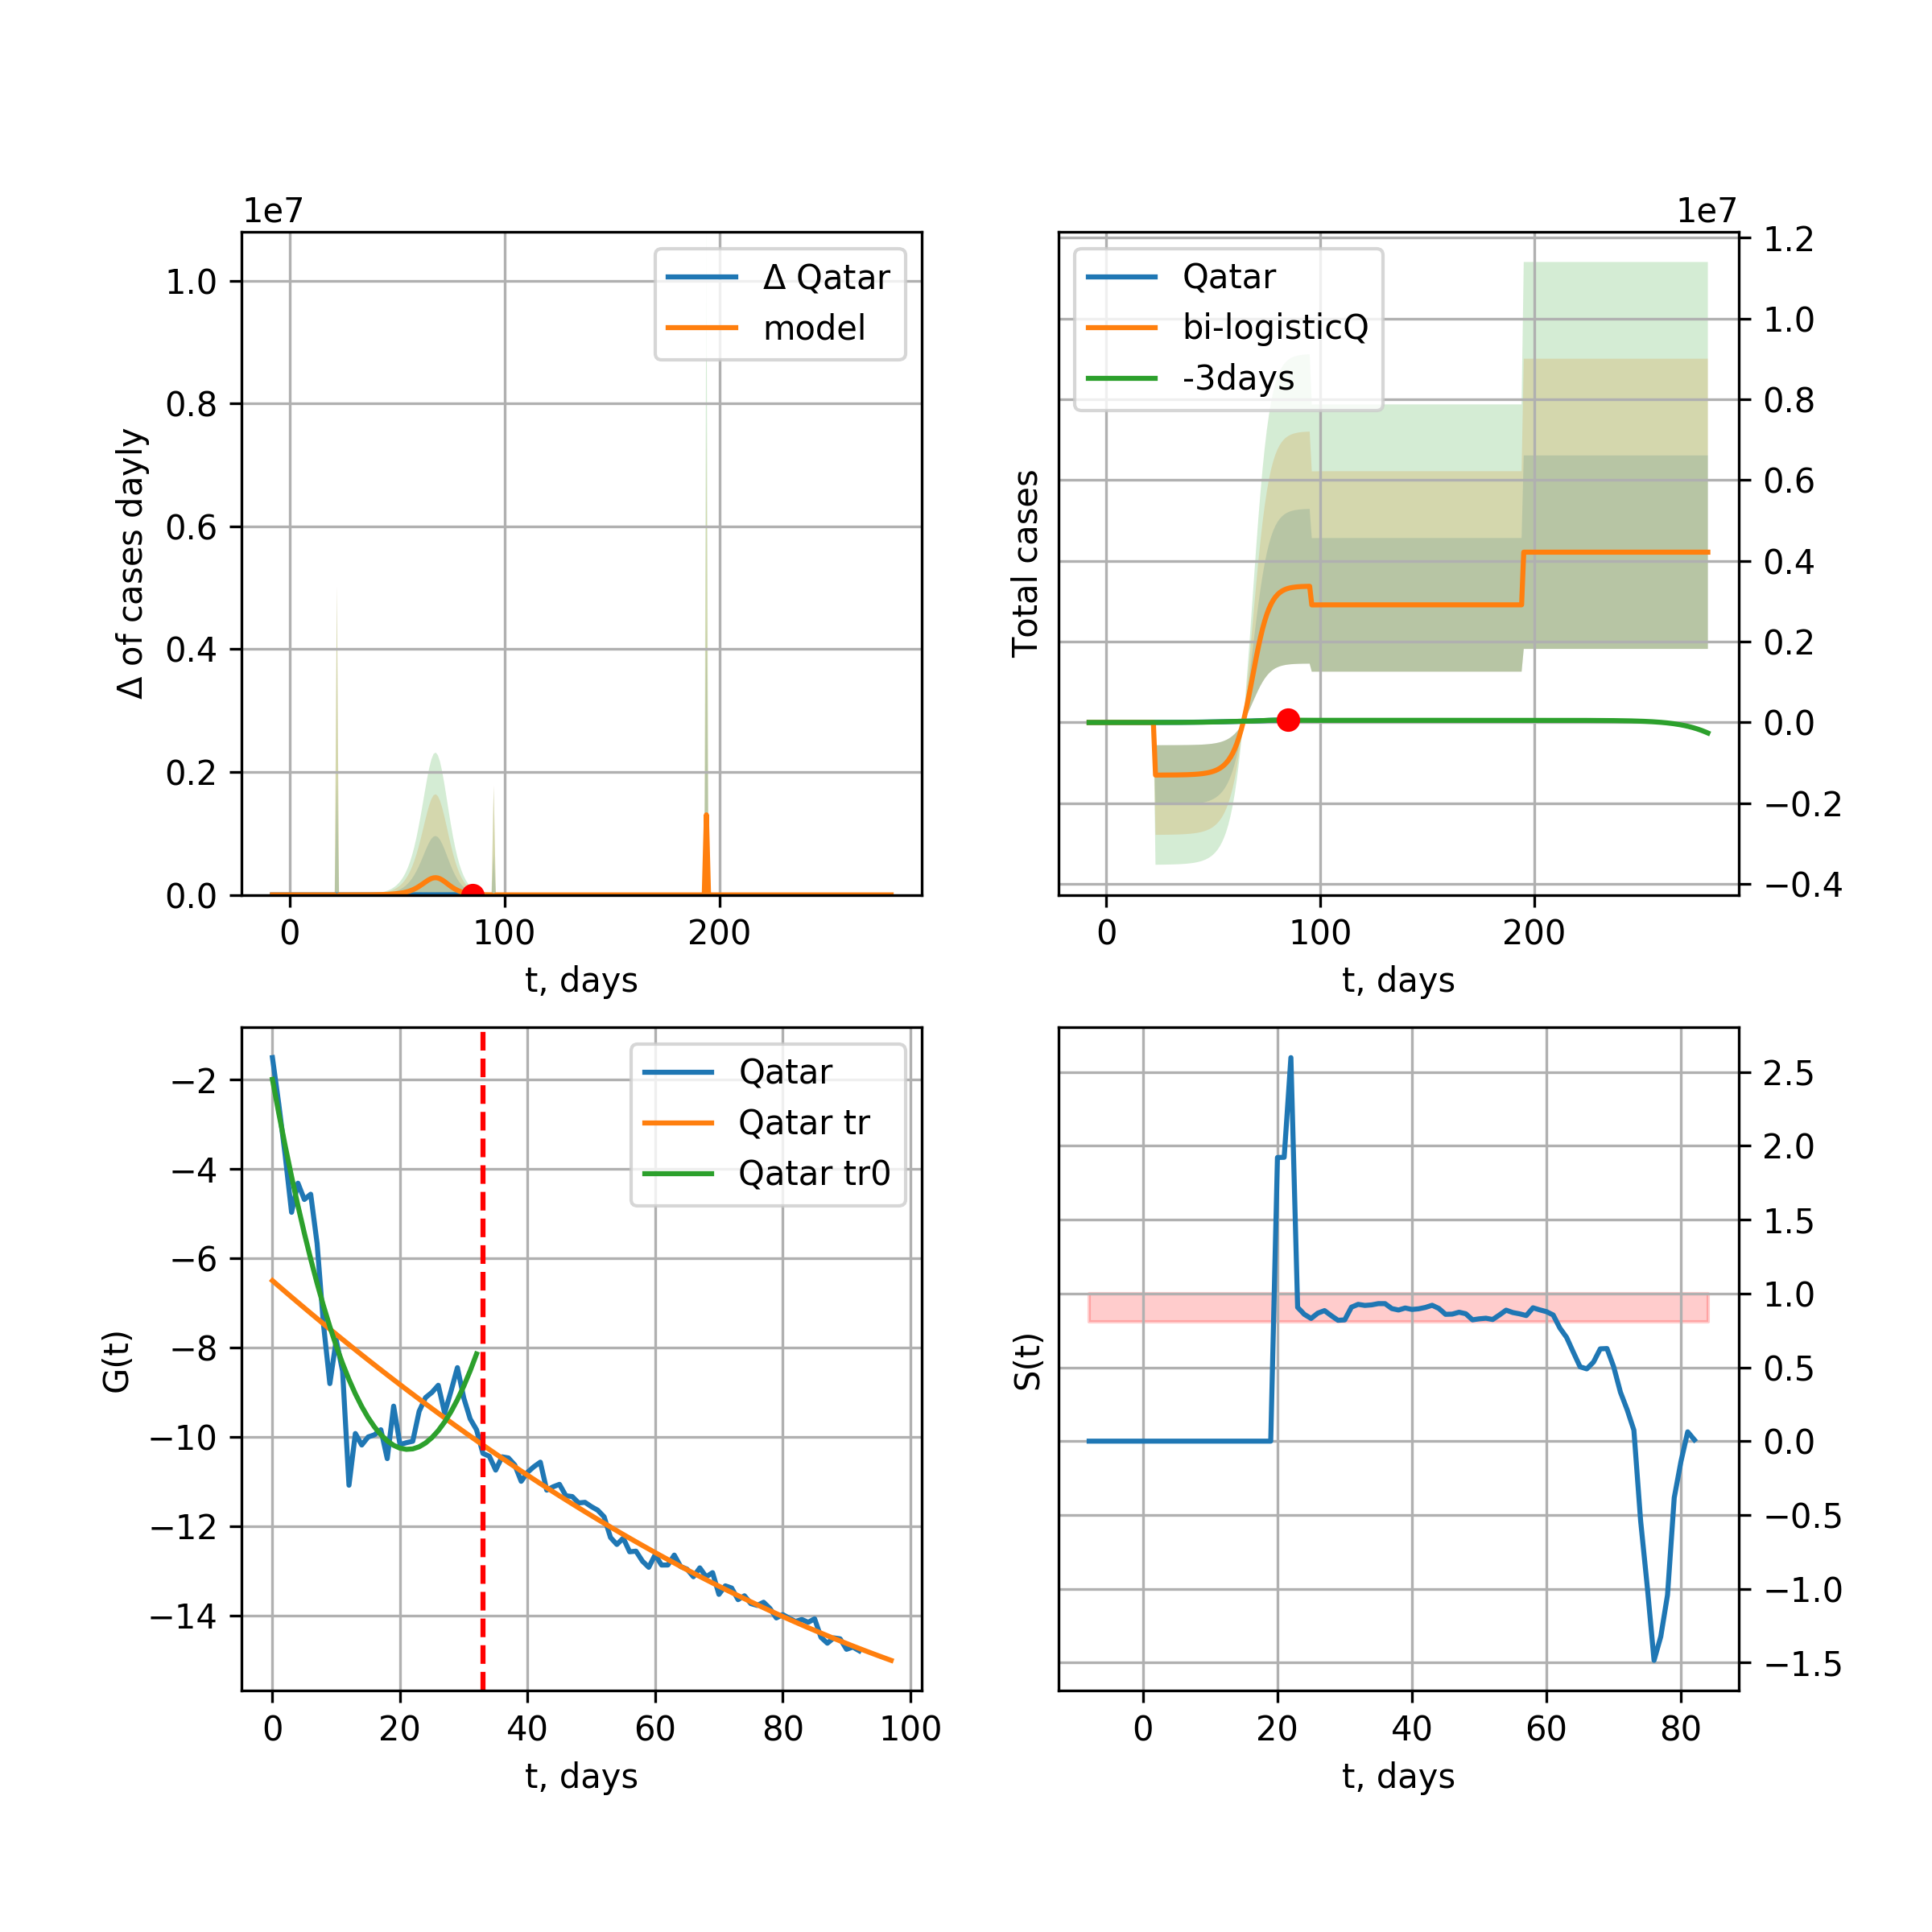 1e7
Δ of cases dayly
1.0
0.8
0.6
0.4
0.2
0.0
0 100 200
t, days
Δ Qatar
model
1e7
Total cases
1.2
1.0
0.8
0.6
0.4
0.2
0.0
−0.2
−0.4
0 100 200
t, days
Qatar
bi-logisticQ
-3days
G(t)
−2
−4
−6
−8
−10
−12
−14
0 20 40 60 80 100
t, days
Qatar
Qatar tr
Qatar tr0
S(t)
2.5
2.0
1.5
1.0
0.5
0.0
−0.5
−1.0
−1.5
0 20 40 60 80
t, days